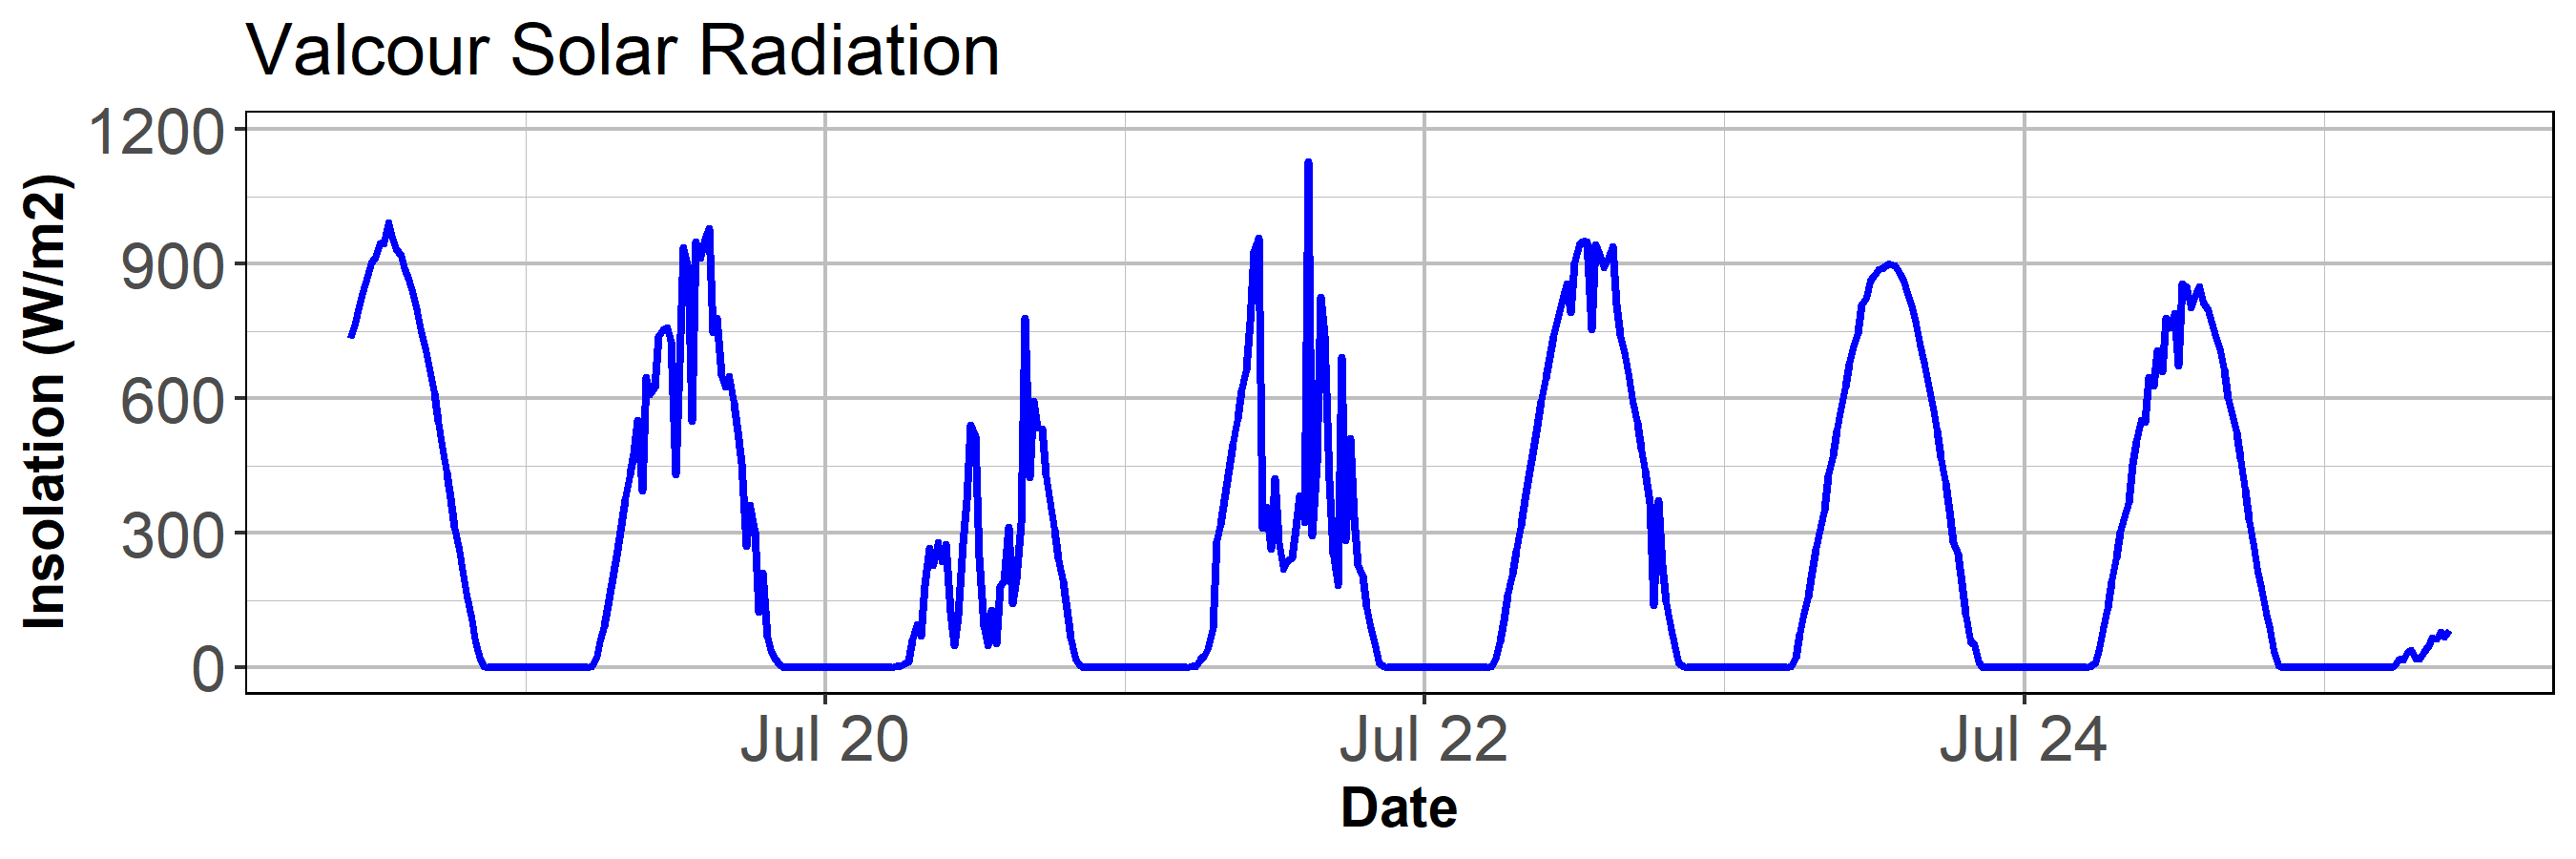 Valcour Solar Radiation
Insolation (W/m2)
1200
900
600
300
0
Jul 20
Jul 22
Jul 24
Date